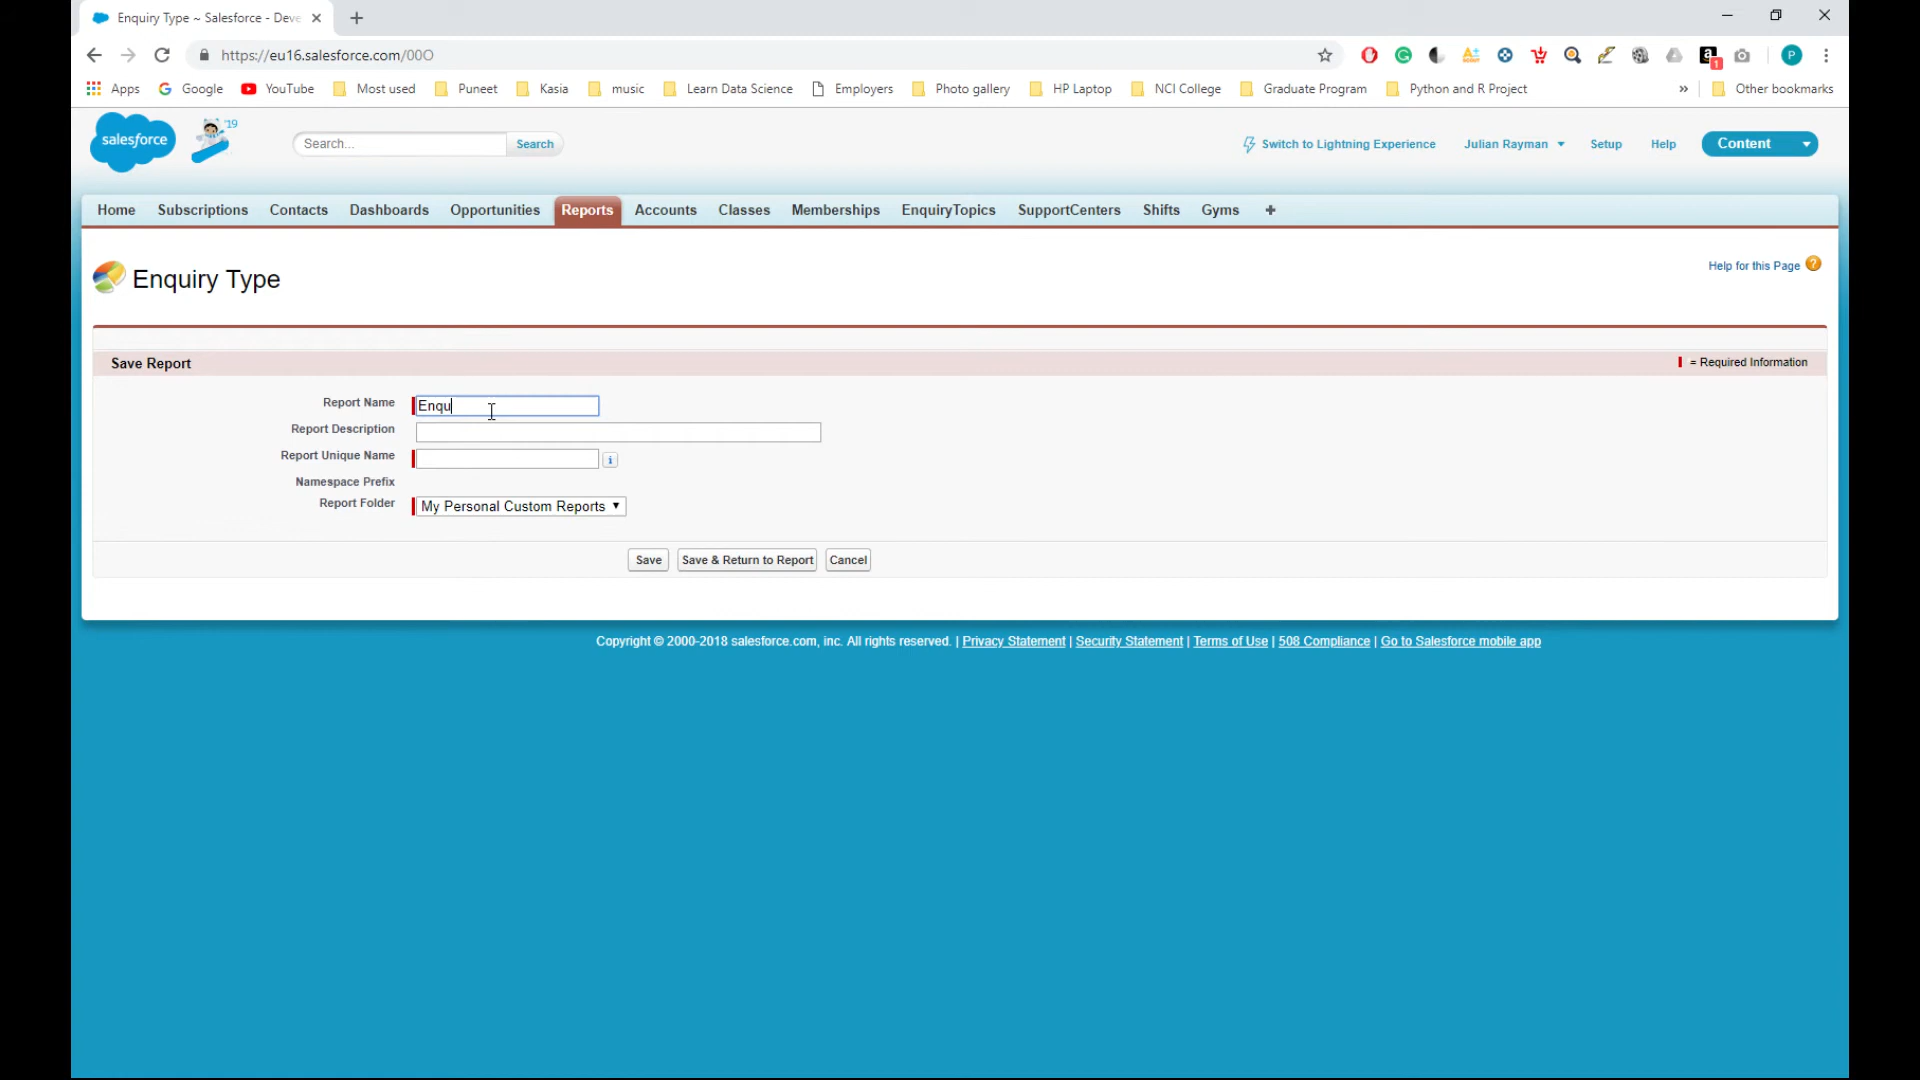 Enquiry Type ~ Salesforce - Deve
https://eu16.salesforce.com/00O
Apps Google YouTube Most used Puneet Kasia music Learn Data Science Employers Photo gallery HP Laptop NCI College Graduate Program Python and R Project » Other bookmarks
salesforce '19 Search... Search Switch to Lightning Experience Julian Rayman Setup Help Content
Home Subscriptions Contacts Dashboards Opportunities Reports Accounts Classes Memberships EnquiryTopics SupportCenters Shifts Gyms +
Enquiry Type
Help for this Page ?
Save Report
= Required Information
Report Name Enqu
Report Description
Report Unique Name i
Namespace Prefix
Report Folder My Personal Custom Reports
Save Save & Return to Report Cancel
Copyright © 2000-2018 salesforce.com, inc. All rights reserved. | Privacy Statement | Security Statement | Terms of Use | 508 Compliance | Go to Salesforce mobile app